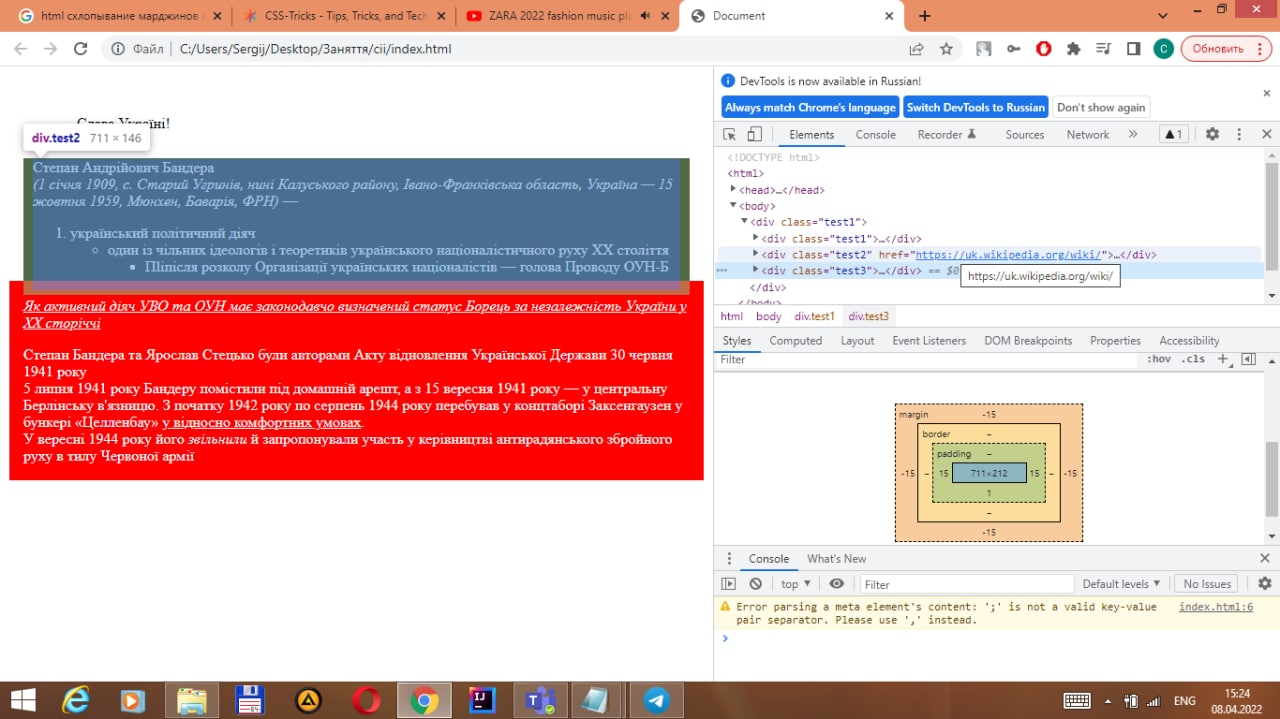 html схлопывание марджинов
CSS-Tricks - Tips, Tricks, and Tech
ZARA 2022 fashion music pla
Document
Файл
C:/Users/Sergij/Desktop/Заняття/сіі/index.html
C
Обновить
Слава Україні!
div.test2 711 × 146
Степан Андрійович Бандера
(1 січня 1909, с. Старий Угринів, нині Калуського району, Івано-Франківська область, Україна — 15
жовтня 1959, Мюнхен, Баварія, ФРН) —
1. український політичний діяч
один із чільних ідеологів і теоретиків українського націоналістичного руху XX століття
Пііпісля розколу Організації українських націоналістів — голова Проводу ОУН-Б
Як активний діяч УВО та ОУН має законодавчо визначений статус Борець за незалежність України у
XX сторіччі
Степан Бандера та Ярослав Стецько були авторами Акту відновлення Української Держави 30 червня
1941 року
5 липня 1941 року Бандеру помістили під домашній арешт, а з 15 вересня 1941 року — у центральну
Берлінську в'язницю. З початку 1942 року по серпень 1944 року перебував у концтаборі Заксенгаузен у
бункері «Целленбау» у відносно комфортних умовах.
У вересні 1944 року його звільнили й запропонували участь у керівництві антирадянського збройного
руху в тилу Червоної армії
DevTools is now available in Russian!
Always match Chrome's language
Switch DevTools to Russian
Don't show again
Elements
Console
Recorder
Sources
Network
1
<!DOCTYPE html>
<html>
<head>…</head>
<body>
<div class="test1">
<div class="test1">…</div>
<div class="test2" href="https://uk.wikipedia.org/wiki/">…</div>
<div class="test3">…</div> == $0
https://uk.wikipedia.org/wiki/
</div>
</body>
html body div.test1 div.test3
Styles
Computed
Layout
Event Listeners
DOM Breakpoints
Properties
Accessibility
Filter
:hov .cls
margin -15
border –
padding –
-15 – 15 711×212 15 – -15
1
–
-15
Console
What's New
top
Filter
Default levels
No Issues
Error parsing a meta element's content: ';' is not a valid key-value
pair separator. Please use ',' instead.
index.html:6
ENG
15:24
08.04.2022